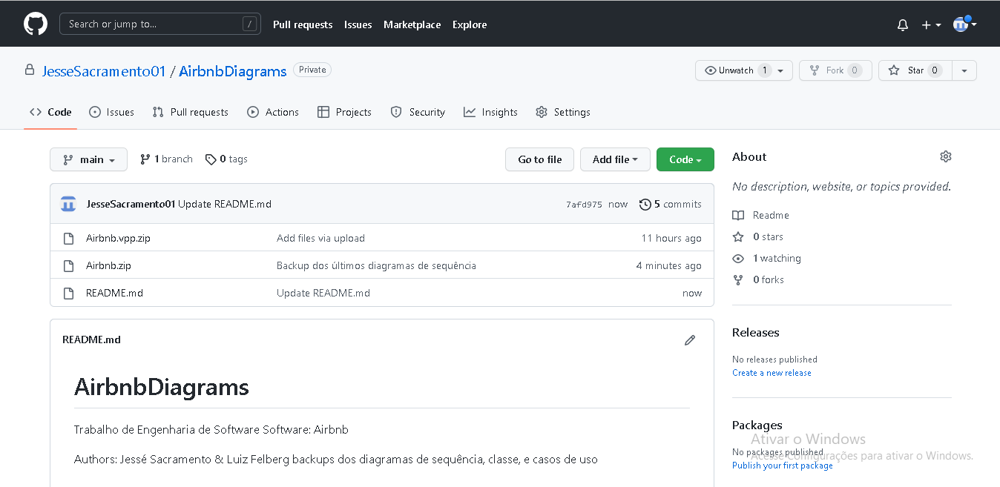 Search or jump to... /
Pull requests Issues Marketplace Explore
JesseSacramento01 / AirbnbDiagrams Private
Unwatch 1 Fork 0 Star 0
Code Issues Pull requests Actions Projects Security Insights Settings
main 1 branch 0 tags Go to file Add file Code
JesseSacramento01 Update README.md 7afd975 now 5 commits
Airbnb.vpp.zip Add files via upload 11 hours ago
Airbnb.zip Backup dos últimos diagramas de sequência 4 minutes ago
README.md Update README.md now
README.md
AirbnbDiagrams
Trabalho de Engenharia de Software Software: Airbnb
Authors: Jessé Sacramento & Luiz Felberg backups dos diagramas de sequência, classe, e casos de uso
About
No description, website, or topics provided.
Readme
0 stars
1 watching
0 forks
Releases
No releases published
Create a new release
Packages
No packages published
Publish your first package
Ativar o Windows
Acesse Configurações para ativar o Windows.